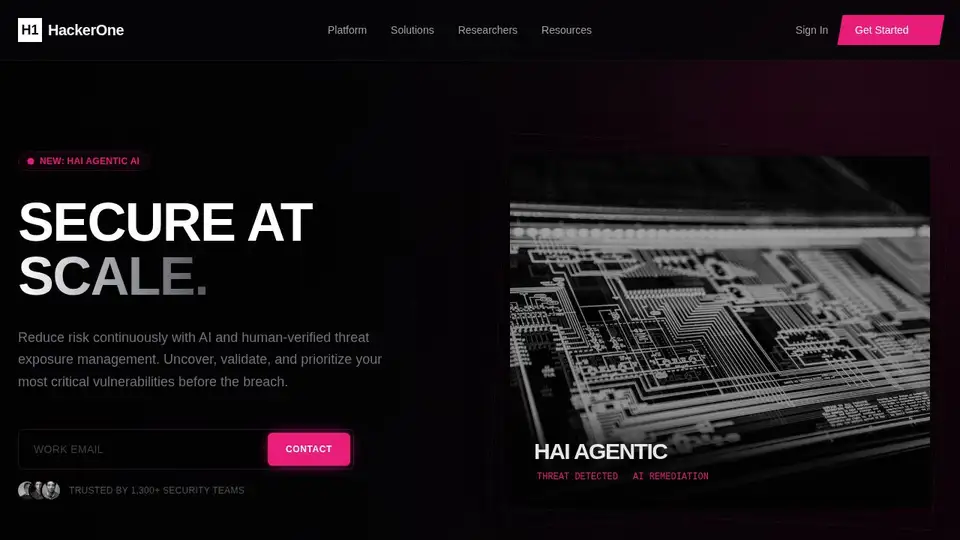 H1 HackerOne
Platform
Solutions
Researchers
Resources
Sign In
Get Started
NEW: HAI AGENTIC AI
SECURE AT
SCALE.
Reduce risk continuously with AI and human-verified threat
exposure management. Uncover, validate, and prioritize your
most critical vulnerabilities before the breach.
WORK EMAIL
CONTACT
TRUSTED BY 1,300+ SECURITY TEAMS
HAI AGENTIC
THREAT DETECTED AI REMEDIATION